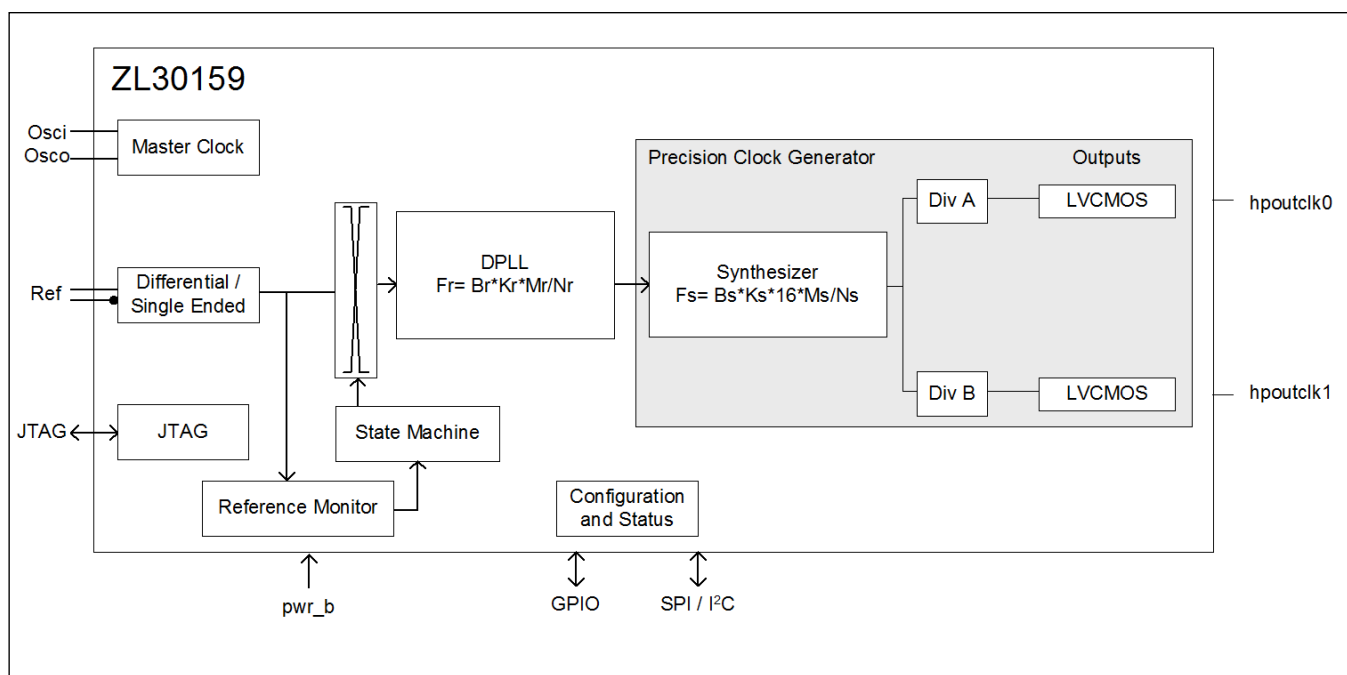 ZL30159
Osci
Osco
Master Clock
Precision Clock Generator
Outputs
Div A
LVCMOS
hpoutclk0
Ref
Differential /
Single Ended
DPLL
Fr= Br*Kr*Mr/Nr
Synthesizer
Fs= Bs*Ks*16*Ms/Ns
Div B
LVCMOS
hpoutclk1
JTAG
JTAG
State Machine
Reference Monitor
Configuration
and Status
pwr_b
GPIO
SPI / I²C